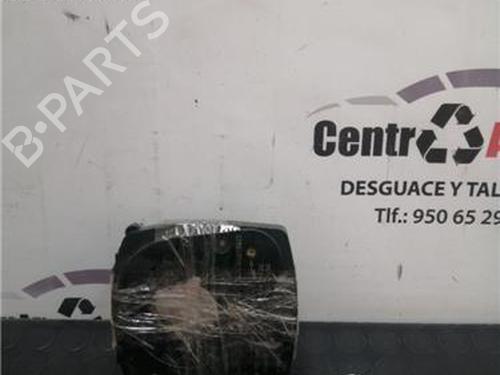 B-PARTS
Centr
DESGUACE Y TAL
Tlf.: 950 65 29